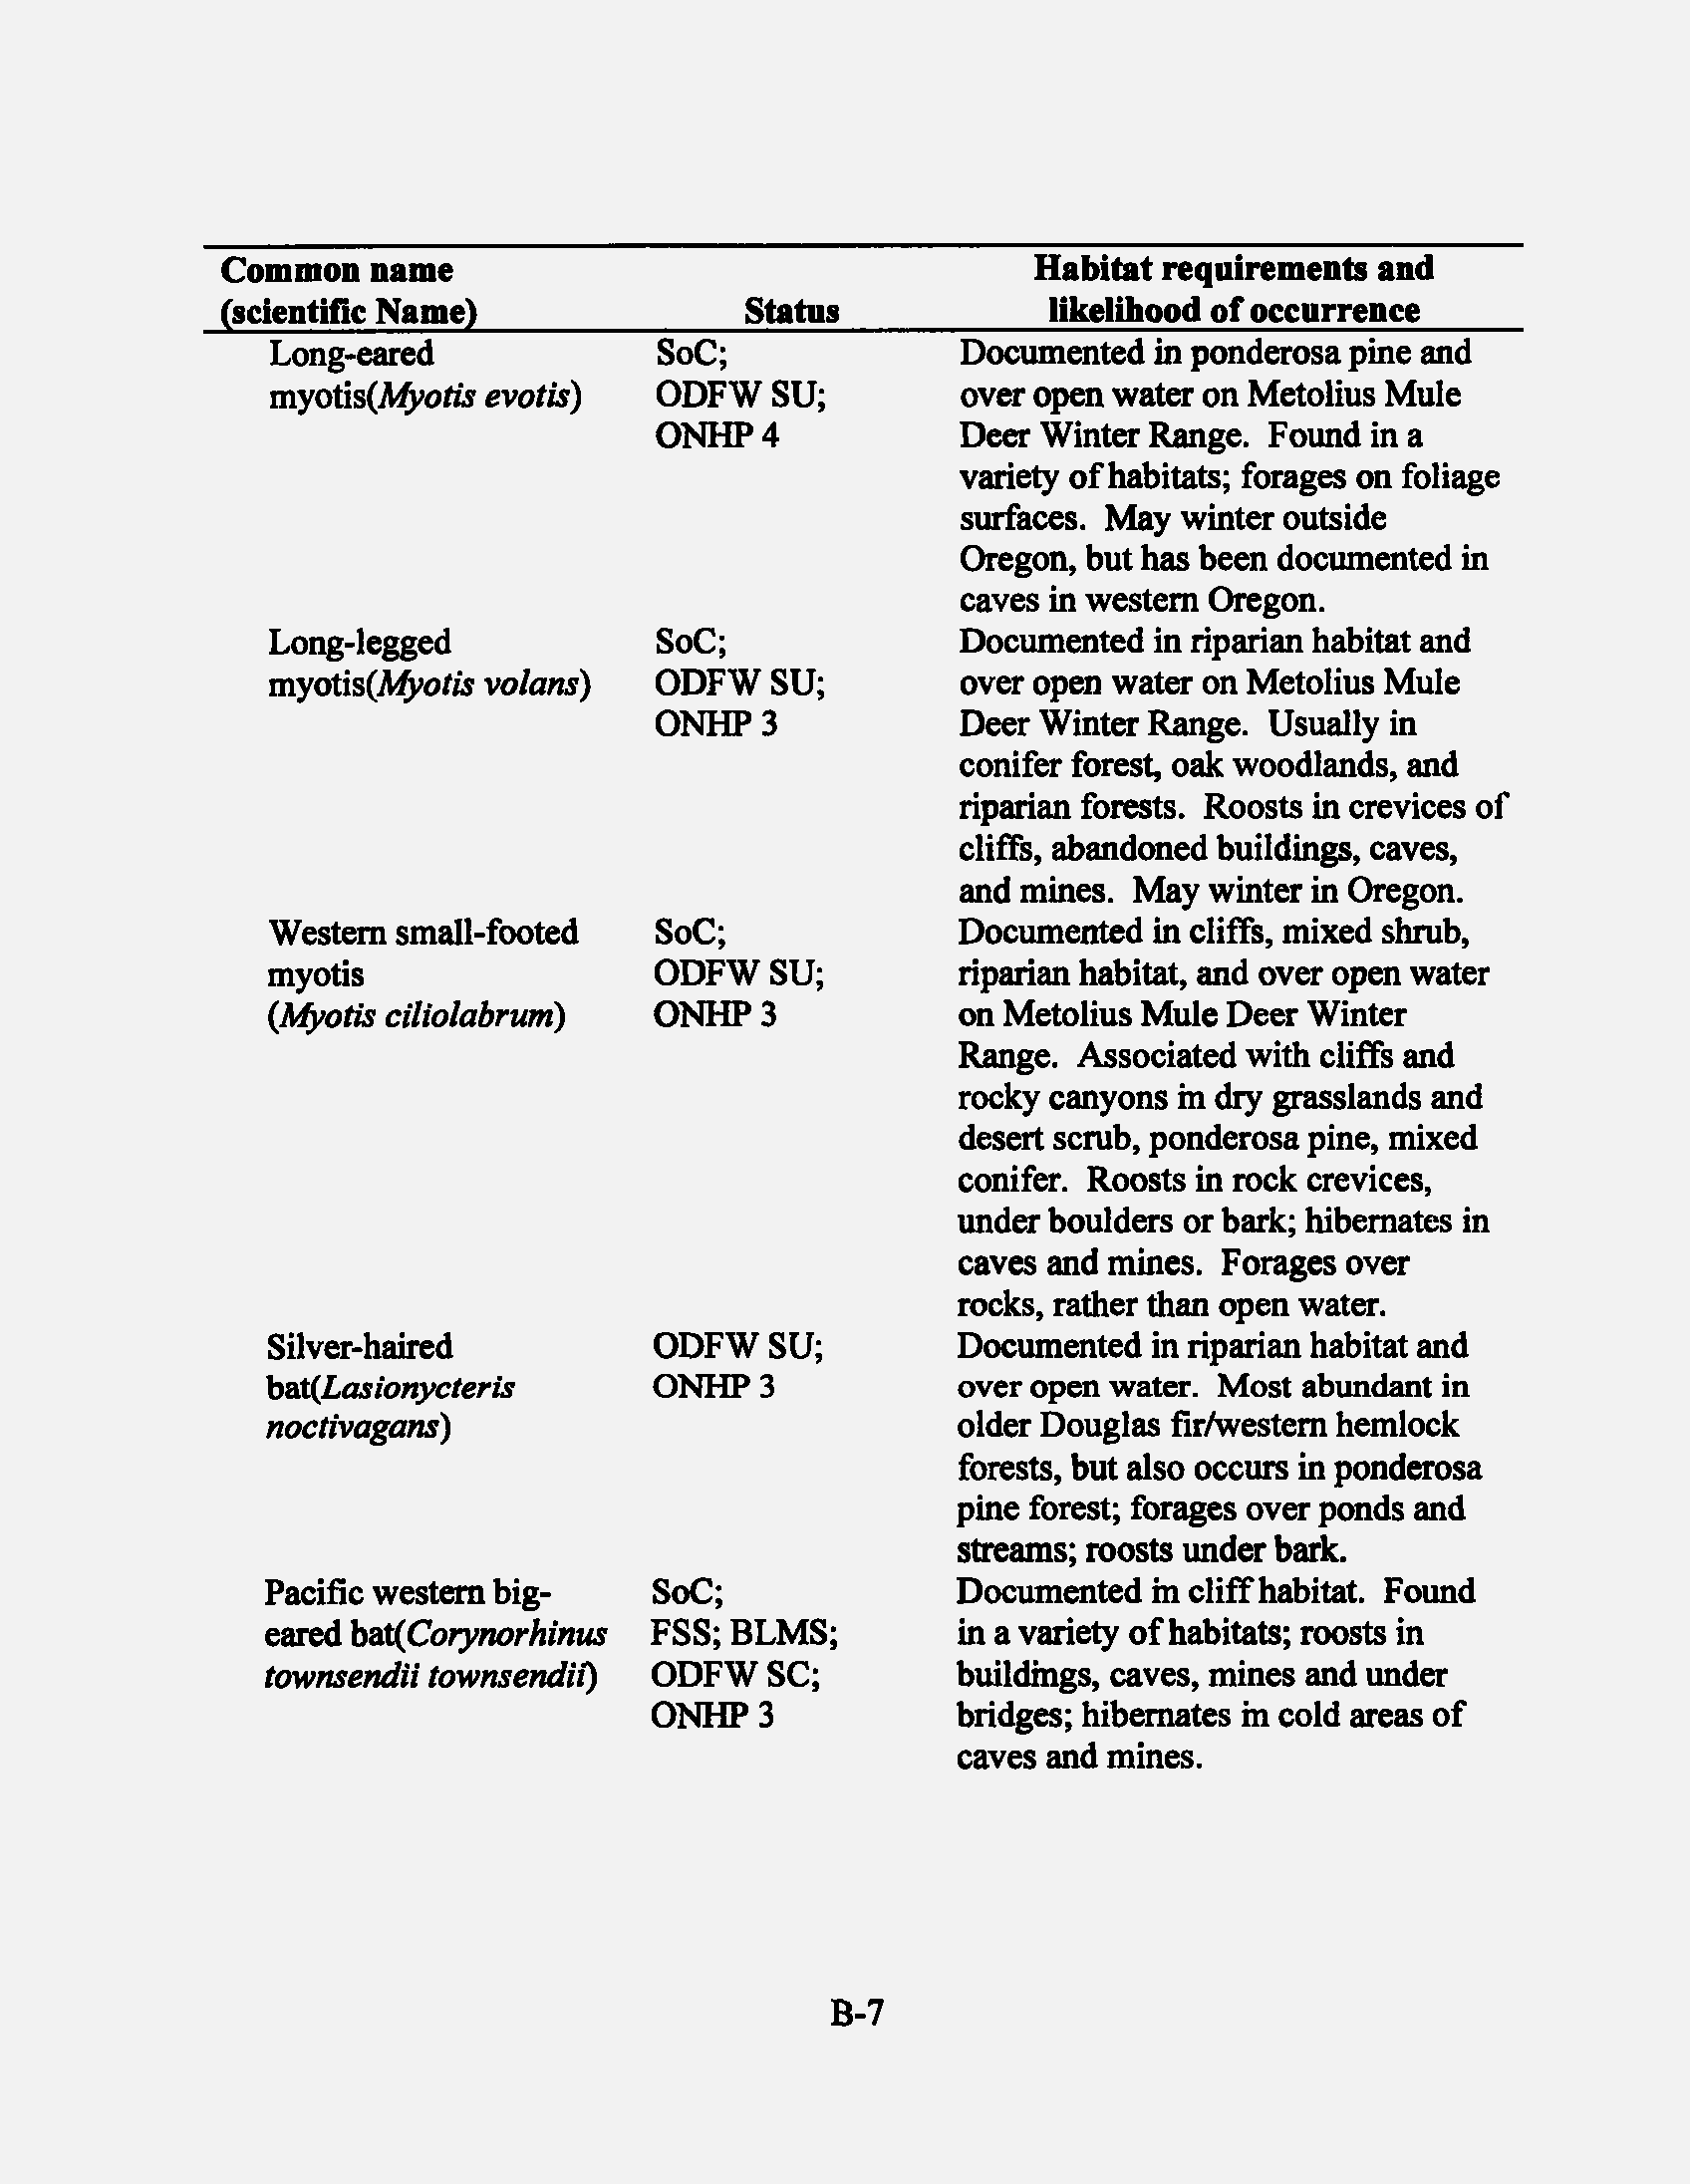 Common name
(scientific Name)
Status
Habitat requirements and
likelihood of occurrence
Long-eared
myotis(Myotis evotis)
SoC;
ODFW SU;
ONHP 4
Documented in ponderosa pine and
over open water on Metolius Mule
Deer Winter Range. Found in a
variety of habitats; forages on foliage
surfaces. May winter outside
Oregon, but has been documented in
caves in western Oregon.
Long-legged
myotis(Myotis volans)
SoC;
ODFW SU;
ONHP 3
Documented in riparian habitat and
over open water on Metolius Mule
Deer Winter Range. Usually in
conifer forest, oak woodlands, and
riparian forests. Roosts in crevices of
cliffs, abandoned buildings, caves,
and mines. May winter in Oregon.
Western small-footed
myotis
(Myotis ciliolabrum)
SoC;
ODFW SU;
ONHP 3
Documented in cliffs, mixed shrub,
riparian habitat, and over open water
on Metolius Mule Deer Winter
Range. Associated with cliffs and
rocky canyons in dry grasslands and
desert scrub, ponderosa pine, mixed
conifer. Roosts in rock crevices,
under boulders or bark; hibernates in
caves and mines. Forages over
rocks, rather than open water.
Silver-haired
bat(Lasionycteris
noctivagans)
ODFW SU;
ONHP 3
Documented in riparian habitat and
over open water. Most abundant in
older Douglas fir/western hemlock
forests, but also occurs in ponderosa
pine forest; forages over ponds and
streams; roosts under bark.
Pacific western big-
eared bat(Corynorhinus
townsendii townsendii)
SoC;
FSS; BLMS;
ODFW SC;
ONHP 3
Documented in cliff habitat. Found
in a variety of habitats; roosts in
buildings, caves, mines and under
bridges; hibernates in cold areas of
caves and mines.
B-7